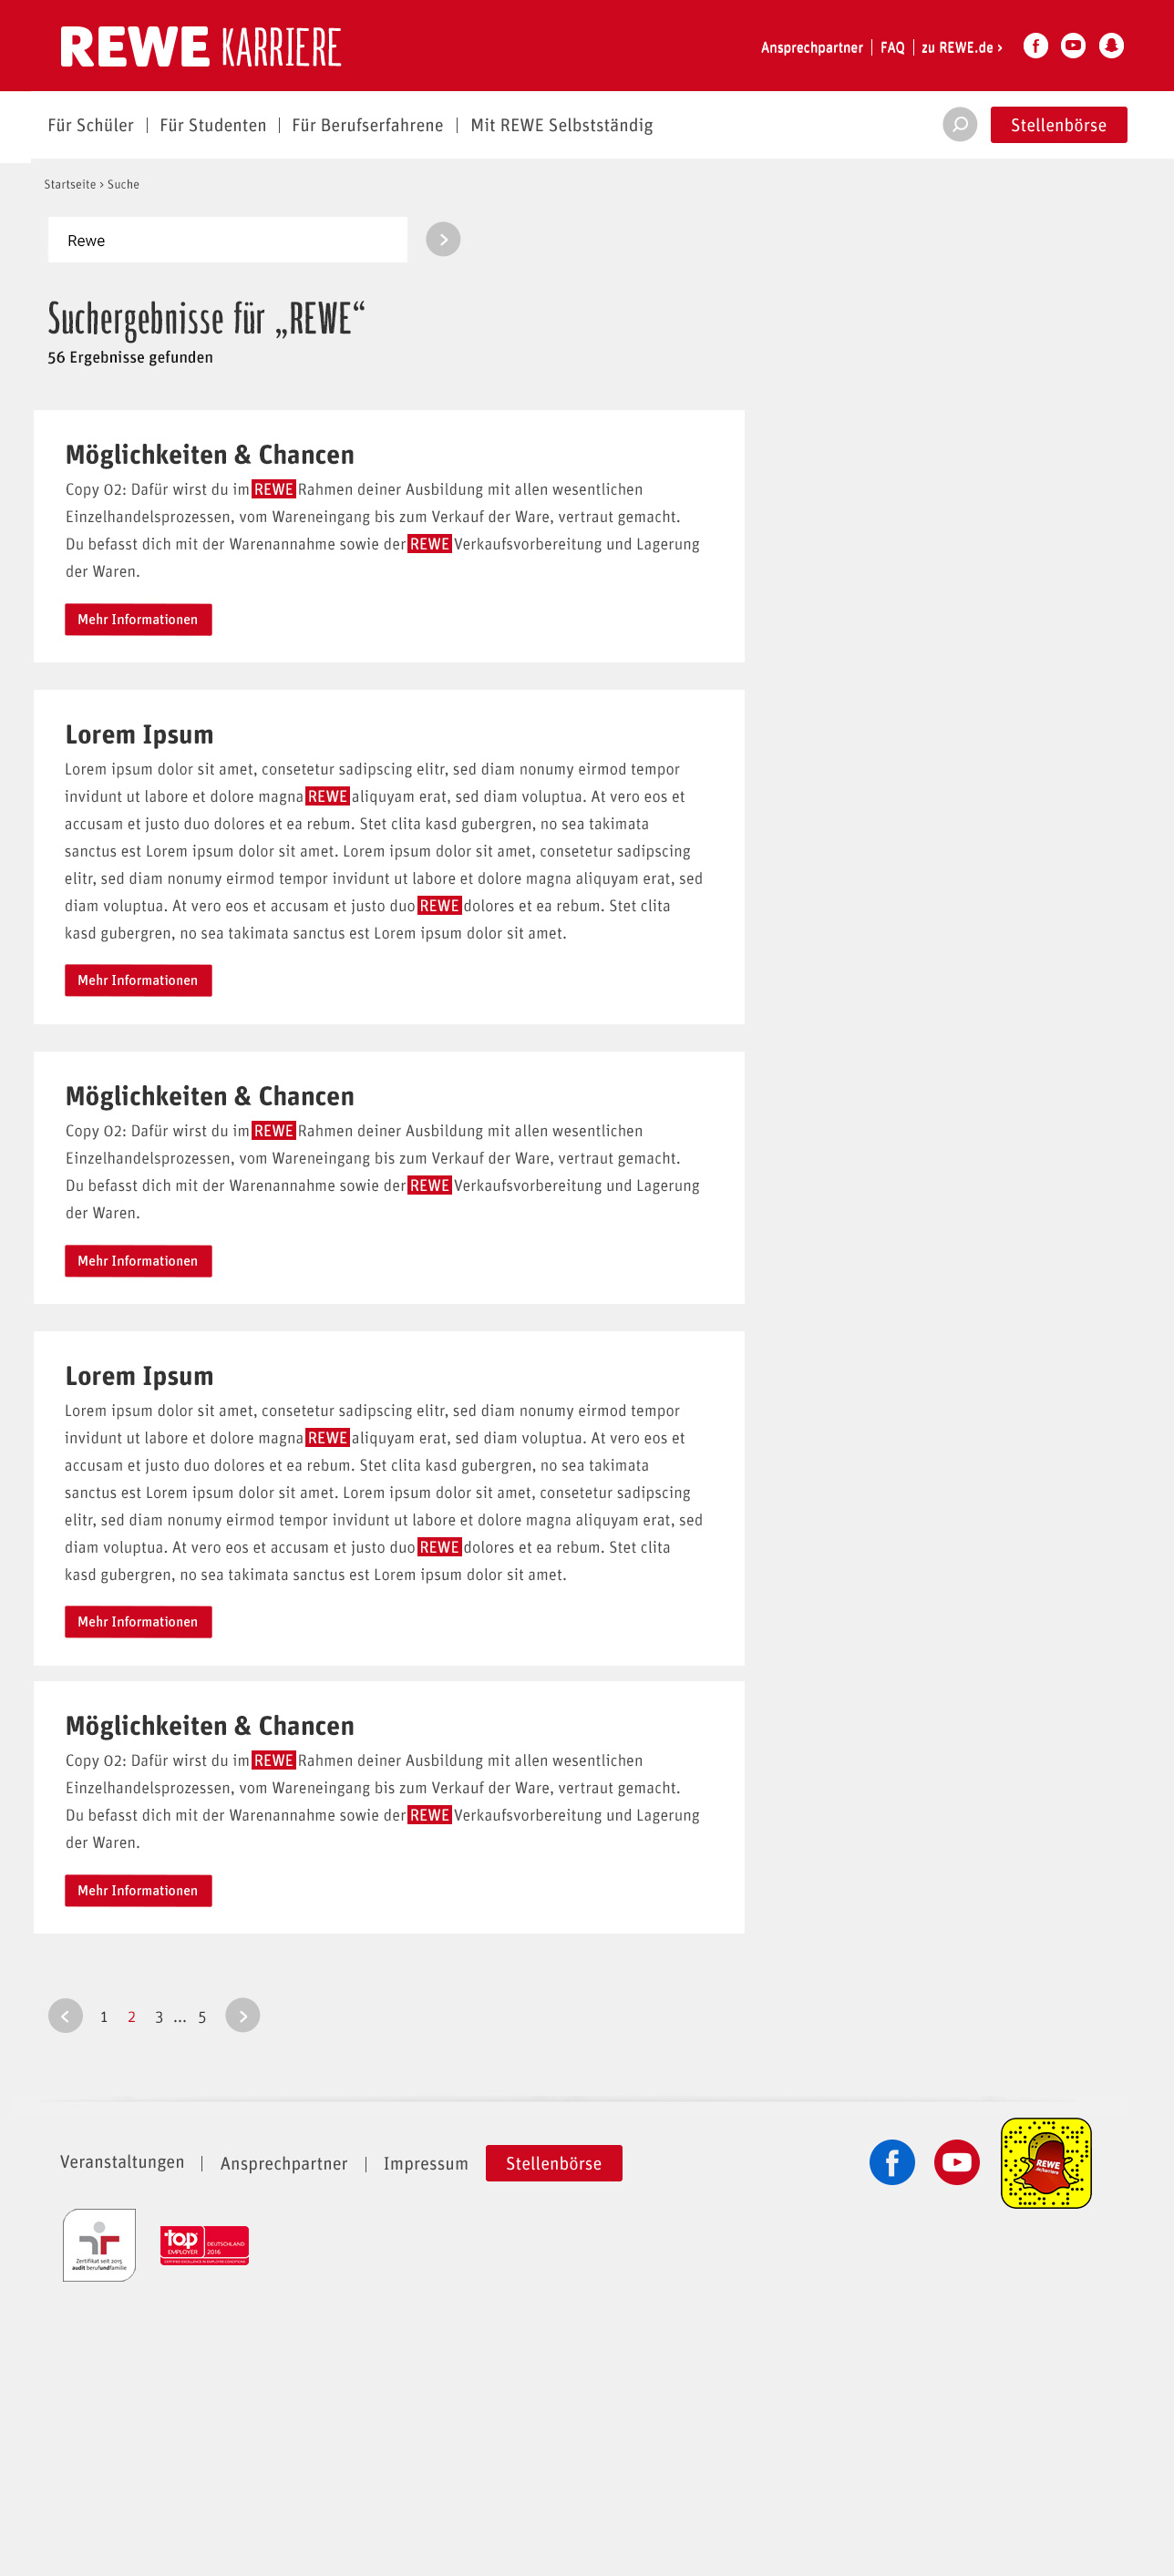 REWE KARRIERE
Ansprechpartner | FAQ | zu REWE.de ›
Für Schüler | Für Studenten | Für Berufserfahrene | Mit REWE Selbstständig
Stellenbörse
Startseite › Suche
Rewe
Suchergebnisse für „REWE“
56 Ergebnisse gefunden
Möglichkeiten & Chancen
Copy 02: Dafür wirst du im REWE Rahmen deiner Ausbildung mit allen wesentlichen
Einzelhandelsprozessen, vom Wareneingang bis zum Verkauf der Ware, vertraut gemacht.
Du befasst dich mit der Warenannahme sowie der REWE Verkaufsvorbereitung und Lagerung
der Waren.
Mehr Informationen
Lorem Ipsum
Lorem ipsum dolor sit amet, consetetur sadipscing elitr, sed diam nonumy eirmod tempor
invidunt ut labore et dolore magna REWE aliquyam erat, sed diam voluptua. At vero eos et
accusam et justo duo dolores et ea rebum. Stet clita kasd gubergren, no sea takimata
sanctus est Lorem ipsum dolor sit amet. Lorem ipsum dolor sit amet, consetetur sadipscing
elitr, sed diam nonumy eirmod tempor invidunt ut labore et dolore magna aliquyam erat, sed
diam voluptua. At vero eos et accusam et justo duo REWE dolores et ea rebum. Stet clita
kasd gubergren, no sea takimata sanctus est Lorem ipsum dolor sit amet.
Mehr Informationen
Möglichkeiten & Chancen
Copy 02: Dafür wirst du im REWE Rahmen deiner Ausbildung mit allen wesentlichen
Einzelhandelsprozessen, vom Wareneingang bis zum Verkauf der Ware, vertraut gemacht.
Du befasst dich mit der Warenannahme sowie der REWE Verkaufsvorbereitung und Lagerung
der Waren.
Mehr Informationen
Lorem Ipsum
Lorem ipsum dolor sit amet, consetetur sadipscing elitr, sed diam nonumy eirmod tempor
invidunt ut labore et dolore magna REWE aliquyam erat, sed diam voluptua. At vero eos et
accusam et justo duo dolores et ea rebum. Stet clita kasd gubergren, no sea takimata
sanctus est Lorem ipsum dolor sit amet. Lorem ipsum dolor sit amet, consetetur sadipscing
elitr, sed diam nonumy eirmod tempor invidunt ut labore et dolore magna aliquyam erat, sed
diam voluptua. At vero eos et accusam et justo duo REWE dolores et ea rebum. Stet clita
kasd gubergren, no sea takimata sanctus est Lorem ipsum dolor sit amet.
Mehr Informationen
Möglichkeiten & Chancen
Copy 02: Dafür wirst du im REWE Rahmen deiner Ausbildung mit allen wesentlichen
Einzelhandelsprozessen, vom Wareneingang bis zum Verkauf der Ware, vertraut gemacht.
Du befasst dich mit der Warenannahme sowie der REWE Verkaufsvorbereitung und Lagerung
der Waren.
Mehr Informationen
1 2 3 ... 5
Veranstaltungen | Ansprechpartner | Impressum
Stellenbörse
REWE
Zertifikat seit 2015
audit berufundfamilie
top
EMPLOYER
DEUTSCHLAND
2016
CERTIFIED EXCELLENCE IN EMPLOYEE CONDITIONS